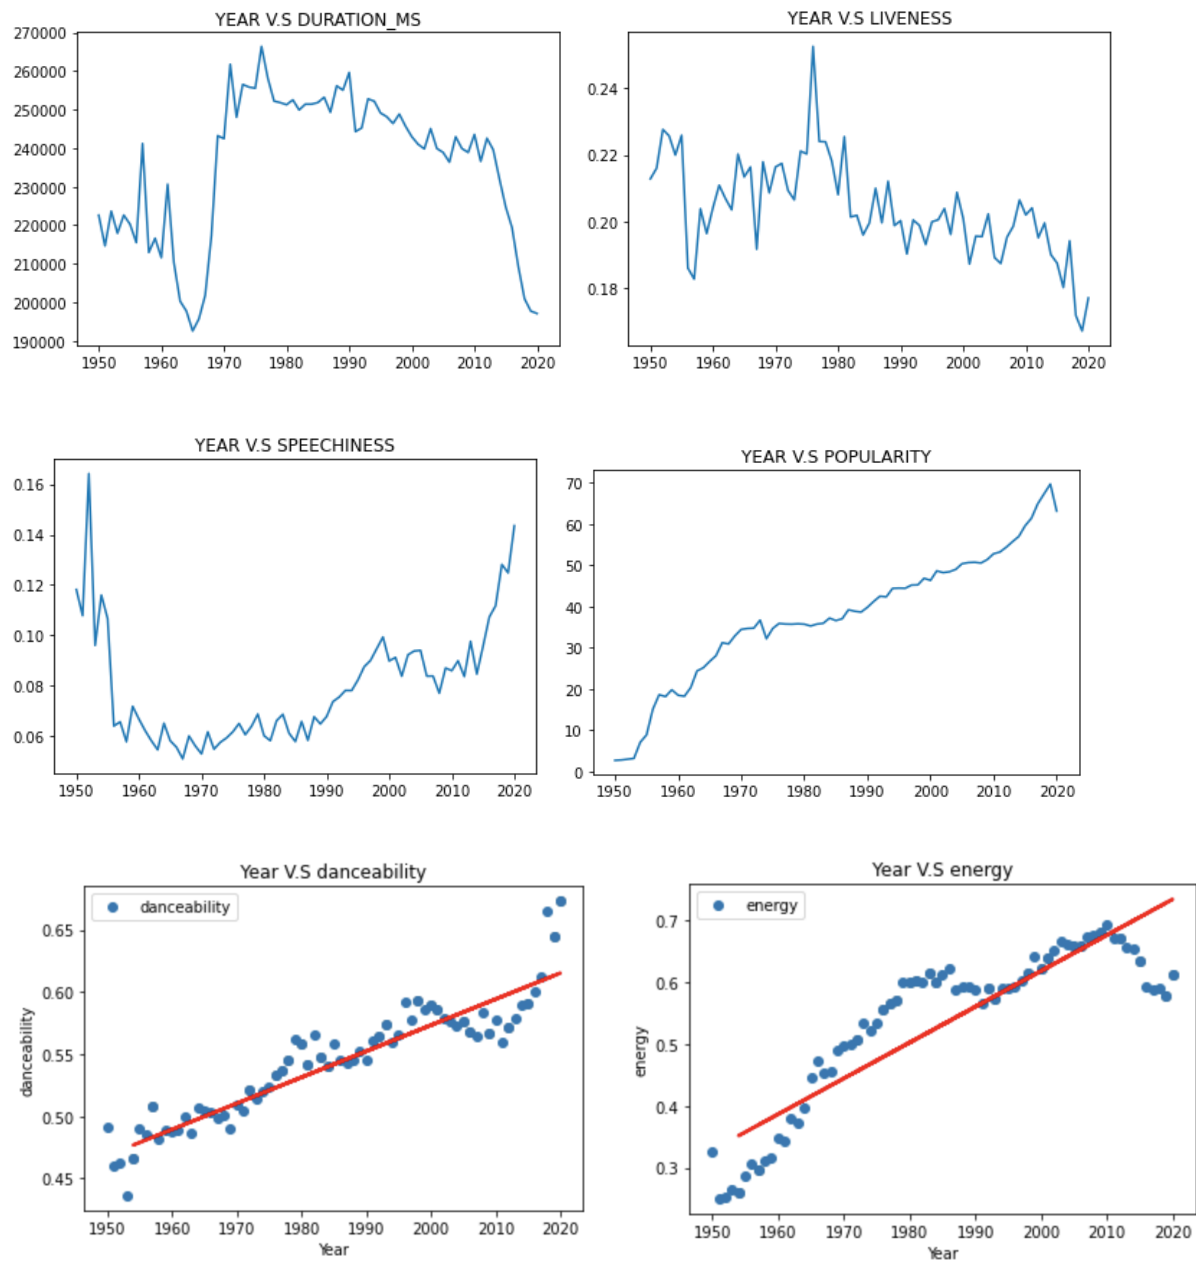 YEAR V.S DURATION_MS
270000
260000
250000
240000
230000
220000
210000
200000
190000
1950 1960 1970 1980 1990 2000 2010 2020
YEAR V.S LIVENESS
0.24
0.22
0.20
0.18
1950 1960 1970 1980 1990 2000 2010 2020
YEAR V.S SPEECHINESS
0.16
0.14
0.12
0.10
0.08
0.06
1950 1960 1970 1980 1990 2000 2010 2020
YEAR V.S POPULARITY
70
60
50
40
30
20
10
0
1950 1960 1970 1980 1990 2000 2010 2020
Year V.S danceability
danceability
danceability
0.65
0.60
0.55
0.50
0.45
1950 1960 1970 1980 1990 2000 2010 2020
Year
Year V.S energy
energy
energy
0.7
0.6
0.5
0.4
0.3
1950 1960 1970 1980 1990 2000 2010 2020
Year